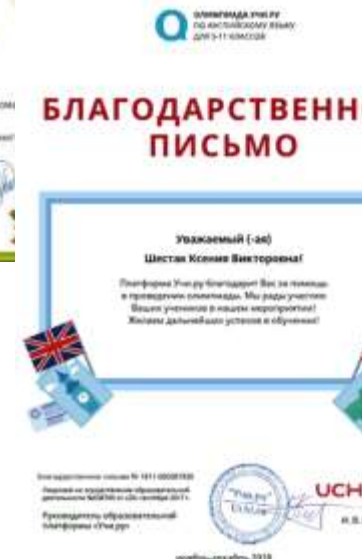 ОЛИМПИАДА УЧИ.РУ
ПО АНГЛИЙСКОМУ ЯЗЫКУ
ДЛЯ 5-11 КЛАССОВ
БЛАГОДАРСТВЕНН
ПИСЬМО
Уважаемый (-ая)
Шестак Ксения Викторовна!
Платформа Учи.ру благодарит Вас за помощь
в проведении олимпиады. Мы рады участию
Ваших учеников в нашем мероприятии!
Желаем дальнейших успехов в обучении!
Руководитель образовательной
платформы «Учи.ру»
"Учи.ру"
UCH
И.В.